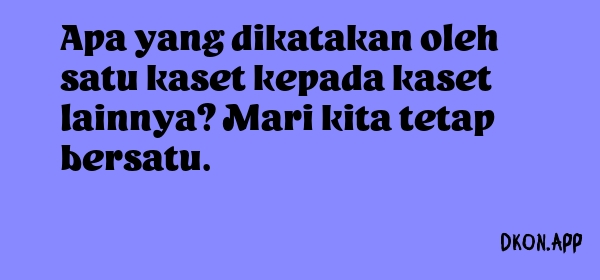 Apa yang dikatakan oleh
satu kaset kepada kaset
lainnya? Mari kita tetap
bersatu.
DKON.APP